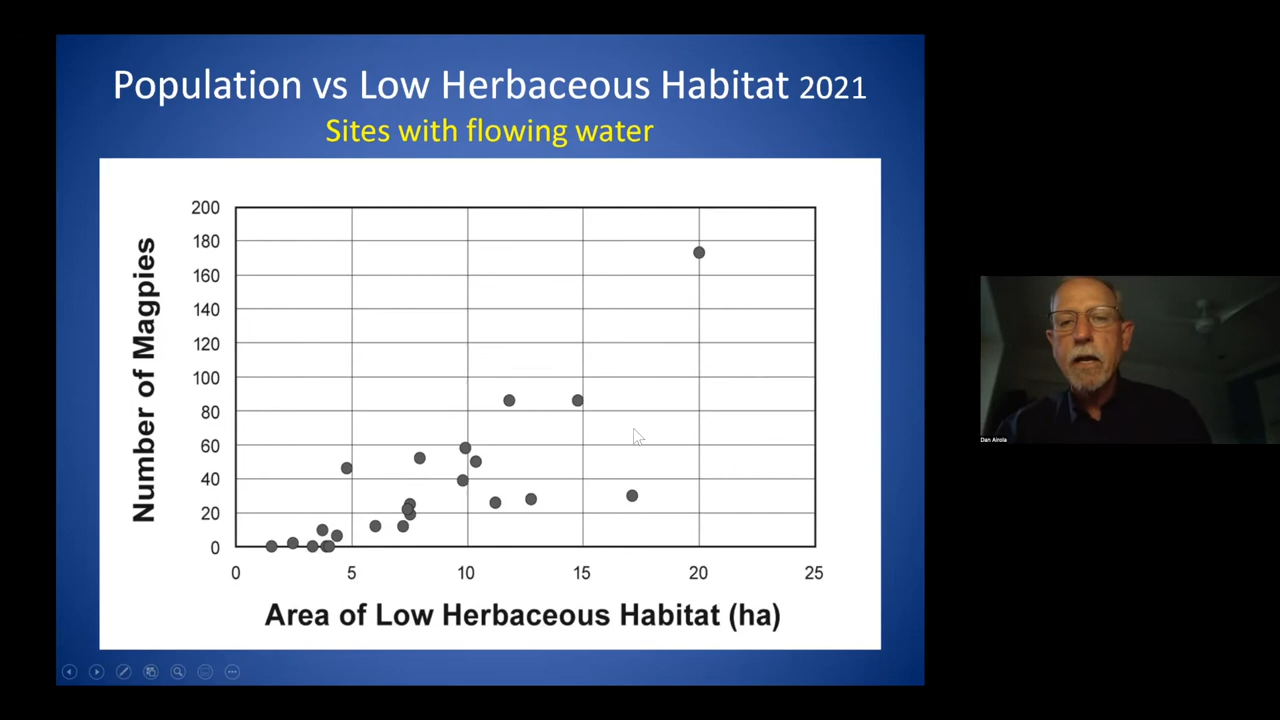 Population vs Low Herbaceous Habitat 2021
Sites with flowing water
200
180
160
140
120
100
80
60
40
20
0
Number of Magpies
0 5 10 15 20 25
Area of Low Herbaceous Habitat (ha)
Dan Airola